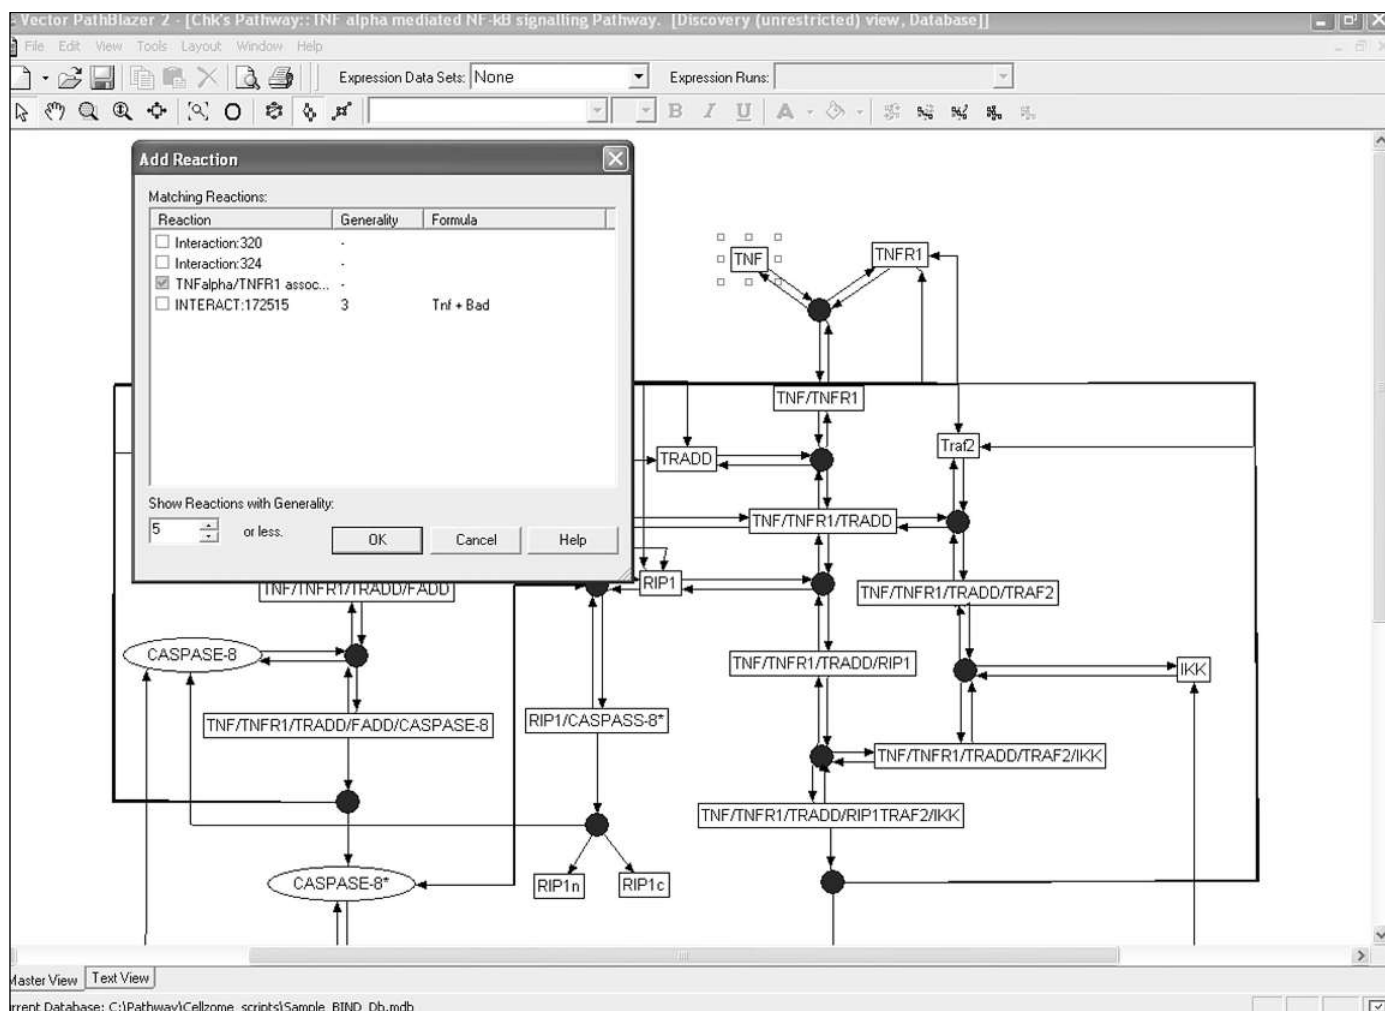 Vector PathBlazer 2 - [Chk's Pathway:: TNF alpha mediated NF-kB signalling Pathway. [Discovery (unrestricted) view, Database]]
File Edit View Tools Layout Window Help
Expression Data Sets: None Expression Runs:
B I U A
Add Reaction
Matching Reactions:
Reaction Generality Formula
Interaction:320 -
Interaction:324 -
TNFalpha/TNFR1 assoc... -
INTERACT:172515 3 Tnf + Bad
Show Reactions with Generality:
5 or less. OK Cancel Help
TNF TNFR1
TNF/TNFR1
TRADD Traf2
TNF/TNFR1/TRADD
TNF/TNFR1/TRADD/FADD RIP1 TNF/TNFR1/TRADD/TRAF2
CASPASE-8 TNF/TNFR1/TRADD/RIP1 IKK
TNF/TNFR1/TRADD/FADD/CASPASE-8 RIP1/CASPASS-8*
TNF/TNFR1/TRADD/TRAF2/IKK
TNF/TNFR1/TRADD/RIP1TRAF2/IKK
CASPASE-8* RIP1n RIP1c
Master View Text View
rrent Database: C:\Pathway\Cellzome_scripts\Sample_BIND_Db.mdb